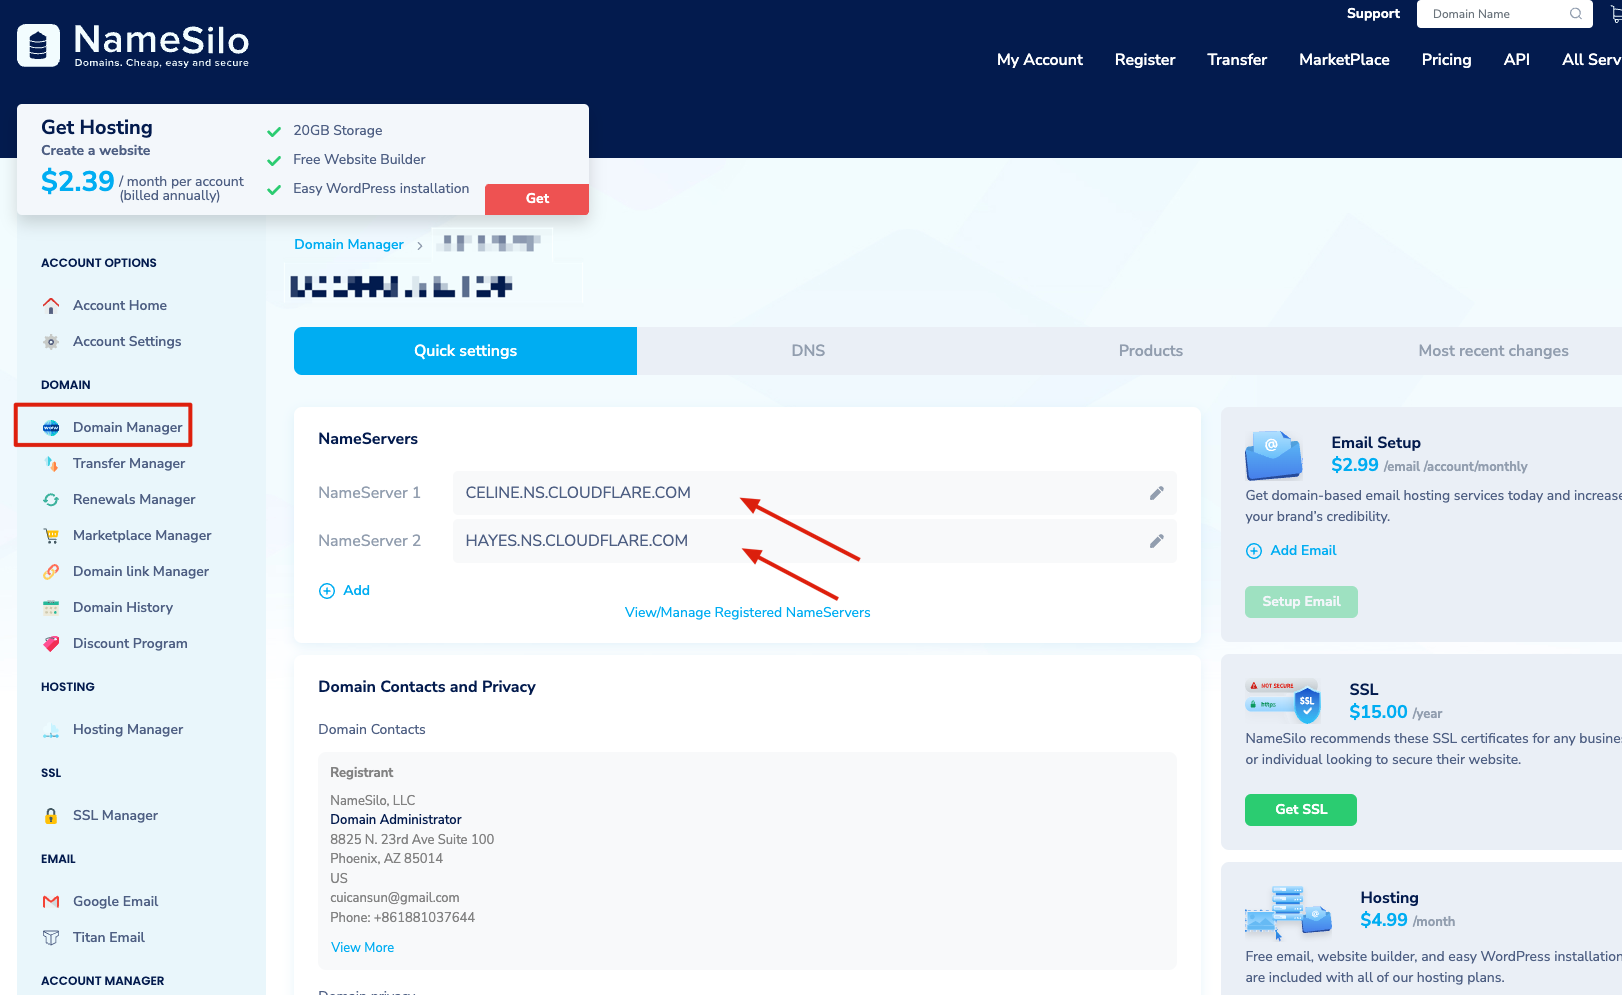 NameSilo
Domains. Cheap, easy and secure
Support
Domain Name
My Account
Register
Transfer
MarketPlace
Pricing
API
All Serv
Get Hosting
Create a website
$2.39 / month per account
(billed annually)
20GB Storage
Free Website Builder
Easy WordPress installation
Get
ACCOUNT OPTIONS
Account Home
Account Settings
DOMAIN
Domain Manager
Transfer Manager
Renewals Manager
Marketplace Manager
Domain link Manager
Domain History
Discount Program
HOSTING
Hosting Manager
SSL
SSL Manager
EMAIL
Google Email
Titan Email
ACCOUNT MANAGER
Domain Manager >
Quick settings
DNS
Products
Most recent changes
NameServers
NameServer 1
CELINE.NS.CLOUDFLARE.COM
NameServer 2
HAYES.NS.CLOUDFLARE.COM
Add
View/Manage Registered NameServers
Domain Contacts and Privacy
Domain Contacts
Registrant
NameSilo, LLC
Domain Administrator
8825 N. 23rd Ave Suite 100
Phoenix, AZ 85014
US
cuicansun@gmail.com
Phone: +861881037644
View More
Domain privacy
@
Email Setup
$2.99 /email /account/monthly
Get domain-based email hosting services today and increase
your brand's credibility.
Add Email
Setup Email
NOT SECURE
https
SSL
SSL
$15.00 /year
NameSilo recommends these SSL certificates for any busine
or individual looking to secure their website.
Get SSL
@
Hosting
$4.99 /month
Free email, website builder, and easy WordPress installation
are included with all of our hosting plans.